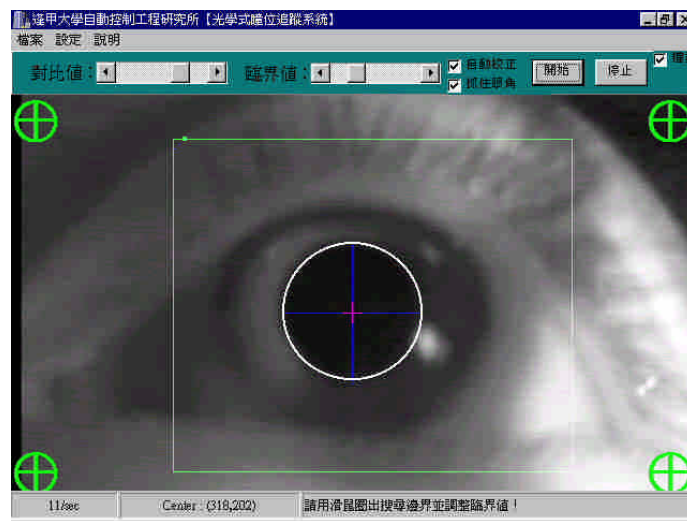 逢甲大學自動控制工程研究所【光學式瞳位追蹤系統】
檔案 設定 說明
對比值： 臨界值： 自動校正 開始 停止
抓住眼角
11/sec Center : (318,202) 請用滑鼠圈出搜尋邊界並調整臨界值！